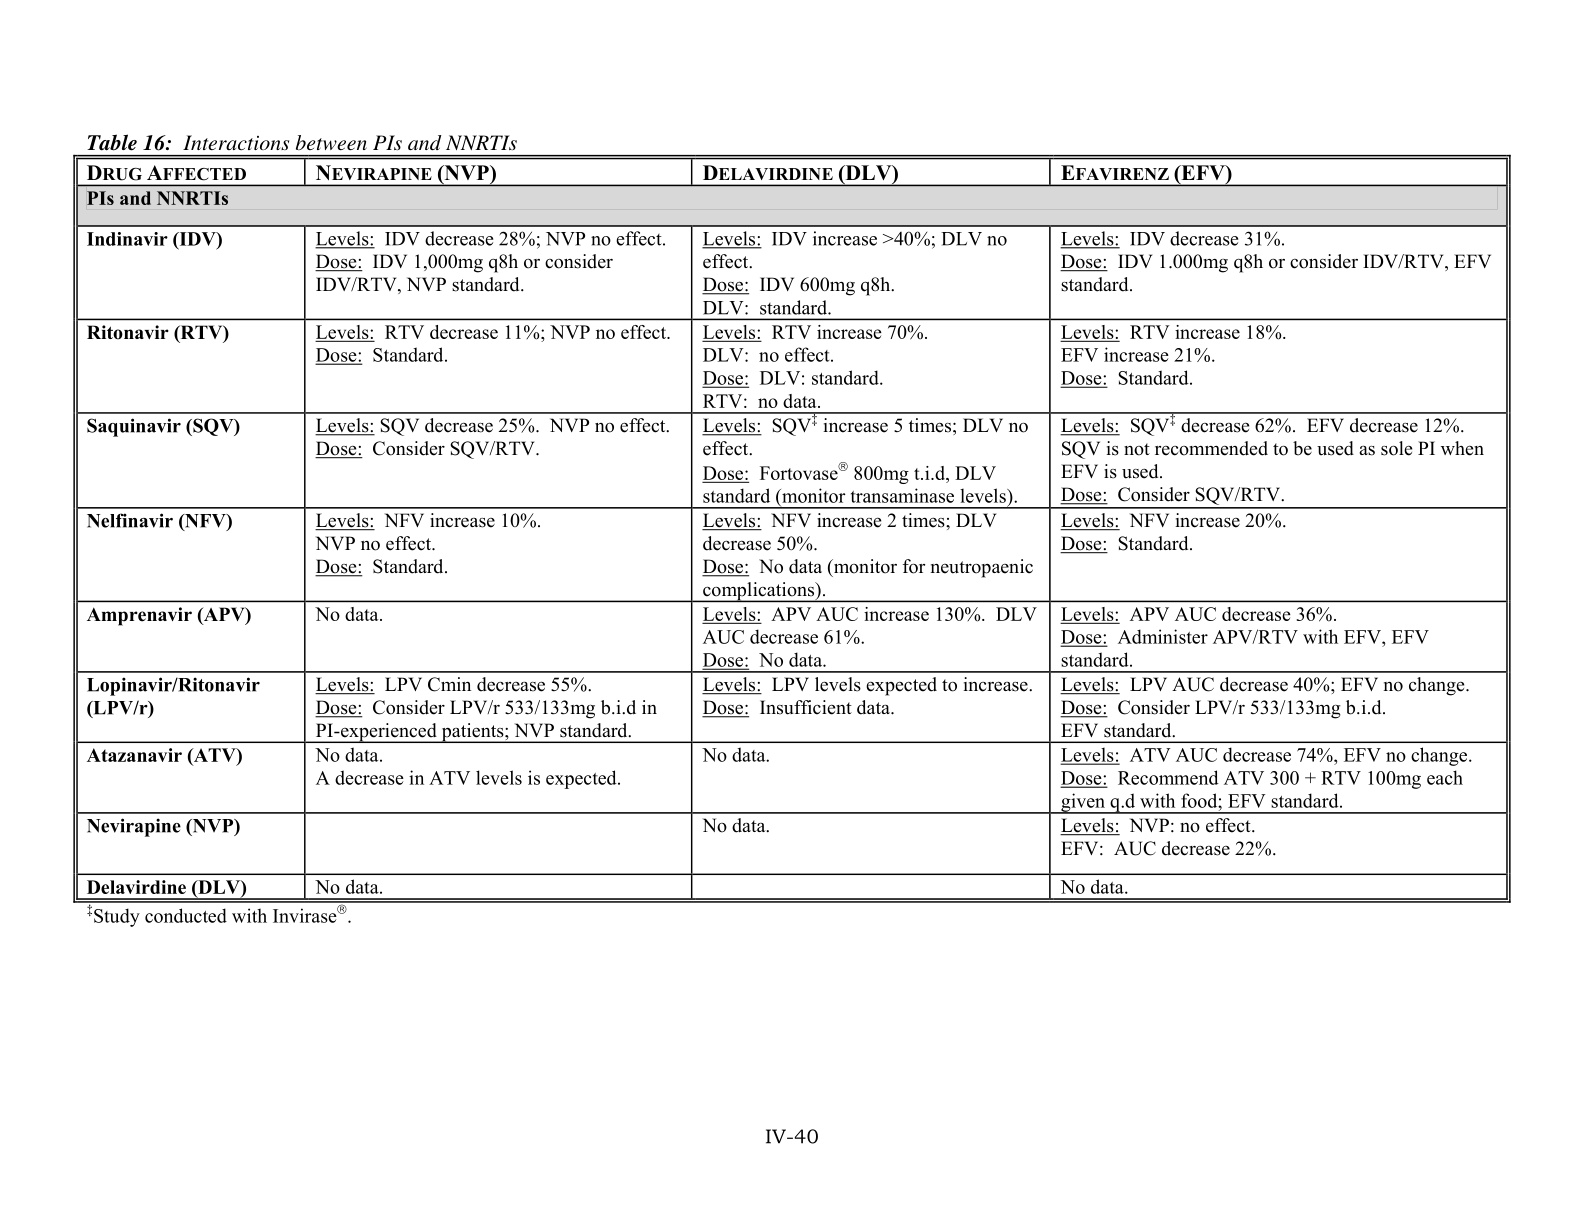 Table 16: Interactions between PIs and NNRTIs
DRUG AFFECTED NEVIRAPINE (NVP) DELAVIRDINE (DLV) EFAVIRENZ (EFV)
PIs and NNRTIs
Indinavir (IDV)
Levels: IDV decrease 28%; NVP no effect.
Dose: IDV 1,000mg q8h or consider
IDV/RTV, NVP standard.
Levels: IDV increase >40%; DLV no
effect.
Dose: IDV 600mg q8h.
DLV: standard.
Levels: IDV decrease 31%.
Dose: IDV 1.000mg q8h or consider IDV/RTV, EFV
standard.
Ritonavir (RTV)
Levels: RTV decrease 11%; NVP no effect.
Dose: Standard.
Levels: RTV increase 70%.
DLV: no effect.
Dose: DLV: standard.
RTV: no data.
Levels: RTV increase 18%.
EFV increase 21%.
Dose: Standard.
Saquinavir (SQV)
Levels: SQV decrease 25%. NVP no effect.
Dose: Consider SQV/RTV.
Levels: SQV‡ increase 5 times; DLV no
effect.
Dose: Fortovase® 800mg t.i.d, DLV
standard (monitor transaminase levels).
Levels: SQV‡ decrease 62%. EFV decrease 12%.
SQV is not recommended to be used as sole PI when
EFV is used.
Dose: Consider SQV/RTV.
Nelfinavir (NFV)
Levels: NFV increase 10%.
NVP no effect.
Dose: Standard.
Levels: NFV increase 2 times; DLV
decrease 50%.
Dose: No data (monitor for neutropaenic
complications).
Levels: NFV increase 20%.
Dose: Standard.
Amprenavir (APV)
No data.
Levels: APV AUC increase 130%. DLV
AUC decrease 61%.
Dose: No data.
Levels: APV AUC decrease 36%.
Dose: Administer APV/RTV with EFV, EFV
standard.
Lopinavir/Ritonavir
(LPV/r)
Levels: LPV Cmin decrease 55%.
Dose: Consider LPV/r 533/133mg b.i.d in
PI-experienced patients; NVP standard.
Levels: LPV levels expected to increase.
Dose: Insufficient data.
Levels: LPV AUC decrease 40%; EFV no change.
Dose: Consider LPV/r 533/133mg b.i.d.
EFV standard.
Atazanavir (ATV)
No data.
A decrease in ATV levels is expected.
No data.
Levels: ATV AUC decrease 74%, EFV no change.
Dose: Recommend ATV 300 + RTV 100mg each
given q.d with food; EFV standard.
Nevirapine (NVP)
No data.
Levels: NVP: no effect.
EFV: AUC decrease 22%.
Delavirdine (DLV)
No data.
No data.
‡Study conducted with Invirase®.
IV-40